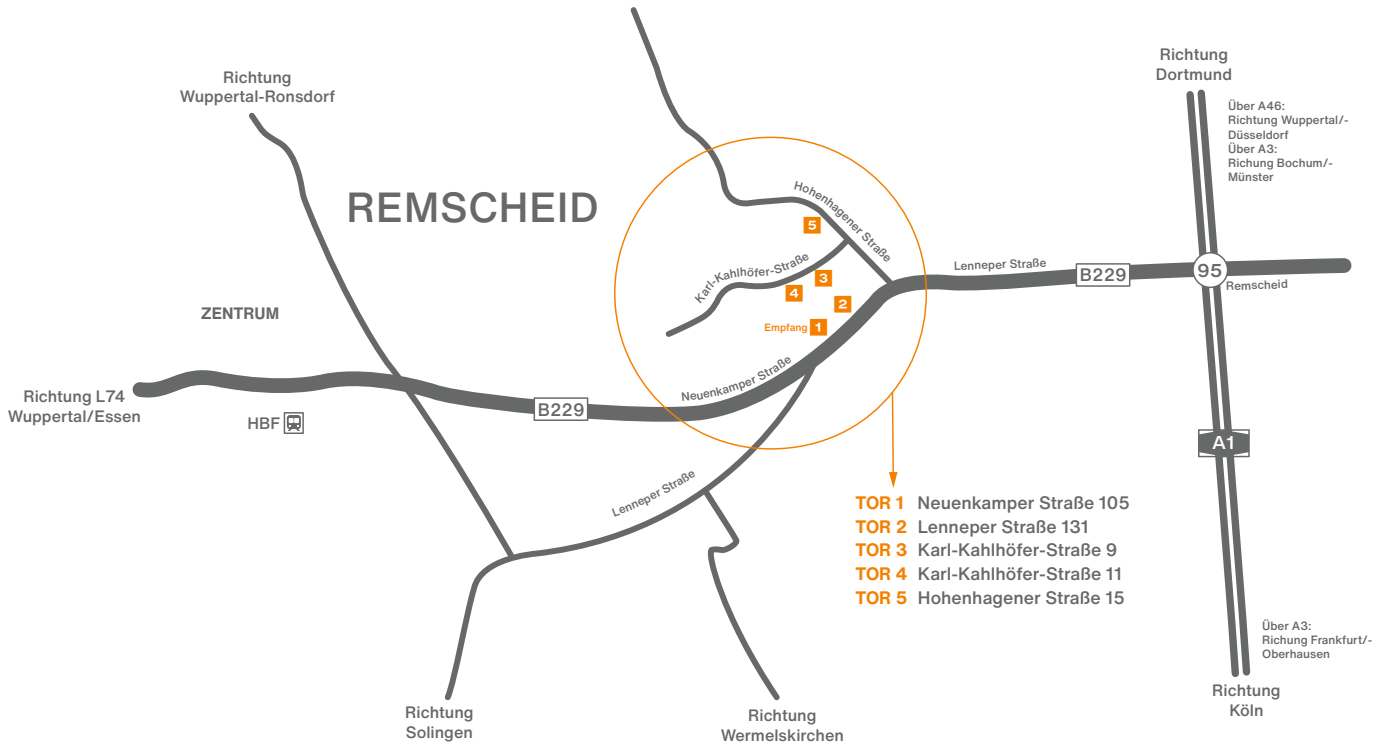 Richtung
Dortmund
Über A46:
Richtung Wuppertal/-
Düsseldorf
Über A3:
Richung Bochum/-
Münster
Richtung
Wuppertal-Ronsdorf
REMSCHEID
Hohenhagener Straße
5
Karl-Kahlhöfer-Straße
3
4
2
Empfang 1
Lenneper Straße
B229
95
Remscheid
ZENTRUM
Neuenkamper Straße
Richtung L74
Wuppertal/Essen
HBF
B229
A1
Lenneper Straße
TOR 1 Neuenkamper Straße 105
TOR 2 Lenneper Straße 131
TOR 3 Karl-Kahlhöfer-Straße 9
TOR 4 Karl-Kahlhöfer-Straße 11
TOR 5 Hohenhagener Straße 15
Über A3:
Richung Frankfurt/-
Oberhausen
Richtung
Solingen
Richtung
Wermelskirchen
Richtung
Köln